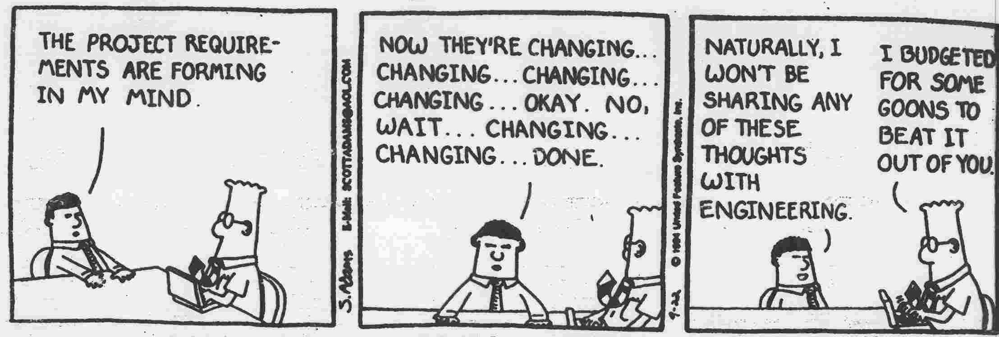 THE PROJECT REQUIRE-
MENTS ARE FORMING
IN MY MIND.
S.Adams E-Mail: SCOTTADAMS@AOL.COM
NOW THEY'RE CHANGING...
CHANGING...CHANGING...
CHANGING...OKAY. NO,
WAIT... CHANGING...
CHANGING...DONE.
9-22 © 1994 United Feature Syndicate, Inc.
NATURALLY, I
WON'T BE
SHARING ANY
OF THESE
THOUGHTS
WITH
ENGINEERING.
I BUDGETED
FOR SOME
GOONS TO
BEAT IT
OUT OF YOU.